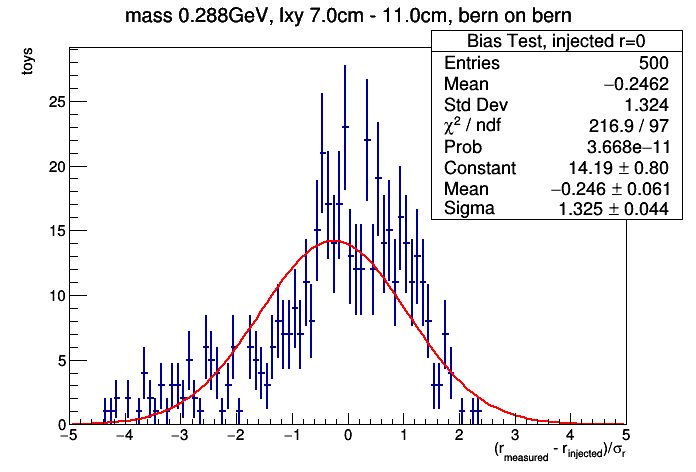 mass 0.288GeV, lxy 7.0cm - 11.0cm, bern on bern
toys
Bias Test, injected r=0
Entries 500
Mean −0.2462
Std Dev 1.324
χ² / ndf 216.9 / 97
Prob 3.668e−11
Constant 14.19 ± 0.80
Mean −0.246 ± 0.061
Sigma 1.325 ± 0.044
25
20
15
10
5
0
−5 −4 −3 −2 −1 0 1 2 3 4 5
(r_measured - r_injected)/σ_r